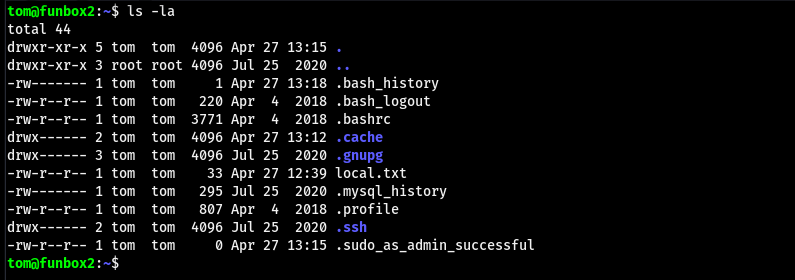 tom@funbox2:~$ ls -la
total 44
drwxr-xr-x 5 tom  tom  4096 Apr 27 13:15 .
drwxr-xr-x 3 root root 4096 Jul 25  2020 ..
-rw------- 1 tom  tom     1 Apr 27 13:18 .bash_history
-rw-r--r-- 1 tom  tom   220 Apr  4  2018 .bash_logout
-rw-r--r-- 1 tom  tom  3771 Apr  4  2018 .bashrc
drwx------ 2 tom  tom  4096 Apr 27 13:12 .cache
drwx------ 3 tom  tom  4096 Jul 25  2020 .gnupg
-rw-r--r-- 1 tom  tom    33 Apr 27 12:39 local.txt
-rw------- 1 tom  tom   295 Jul 25  2020 .mysql_history
-rw-r--r-- 1 tom  tom   807 Apr  4  2018 .profile
drwx------ 2 tom  tom  4096 Jul 25  2020 .ssh
-rw-r--r-- 1 tom  tom     0 Apr 27 13:15 .sudo_as_admin_successful
tom@funbox2:~$